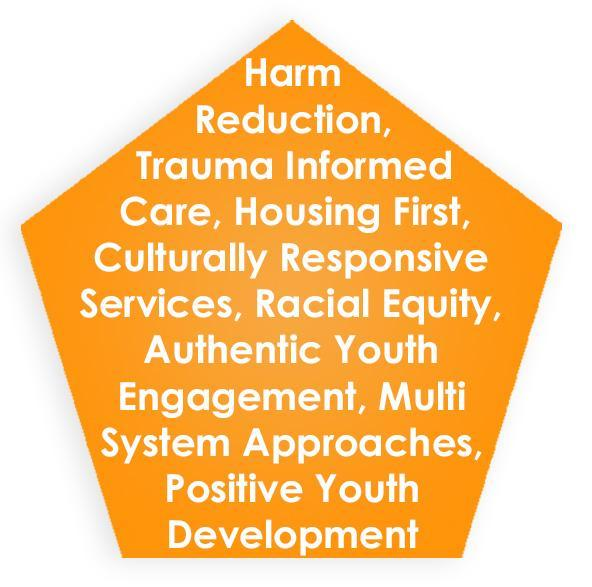 Harm
Reduction,
Trauma Informed
Care, Housing First,
Culturally Responsive
Services, Racial Equity,
Authentic Youth
Engagement, Multi
System Approaches,
Positive Youth
Development